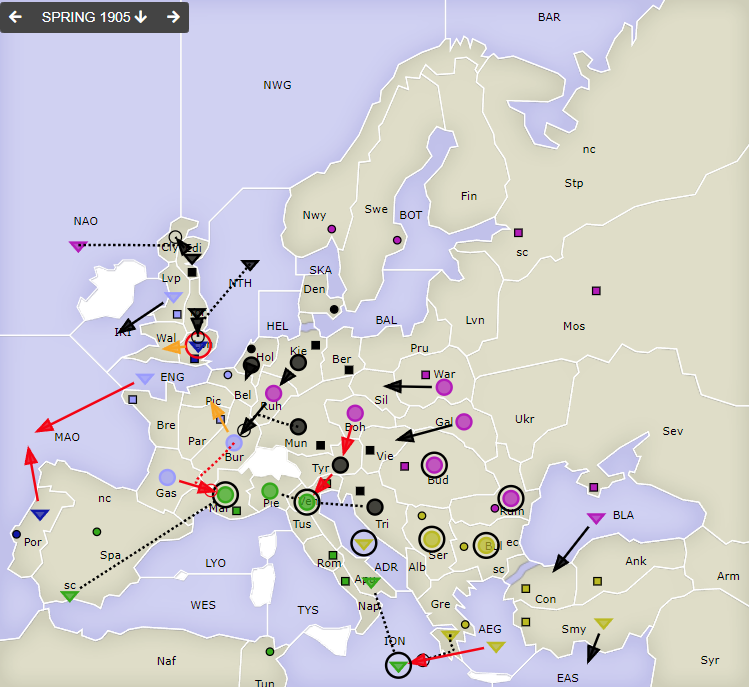 SPRING 1905
BAR
NWG
nc
Stp
Fin
Swe
BOT
Nwy
NAO
sc
Cly
Edi
SKA
Lvp
NTH
Den
Mos
IRI
HEL
BAL
Lvn
Wal
Kie
Ber
Pru
Hol
ENG
War
Bel
Ruh
Sil
Pic
MAO
Bre
Mun
Boh
Gal
Ukr
Sev
Par
Bur
Vie
Tyr
Gas
Bud
nc
Mar
Pie
Ven
Rum
BLA
Tus
Tri
Por
Spa
Bul
ec
Ser
LYO
Rom
ADR
Alb
sc
Ank
Arm
sc
Apu
Con
WES
TYS
Nap
Gre
AEG
Smy
ION
Naf
Syr
Tun
EAS